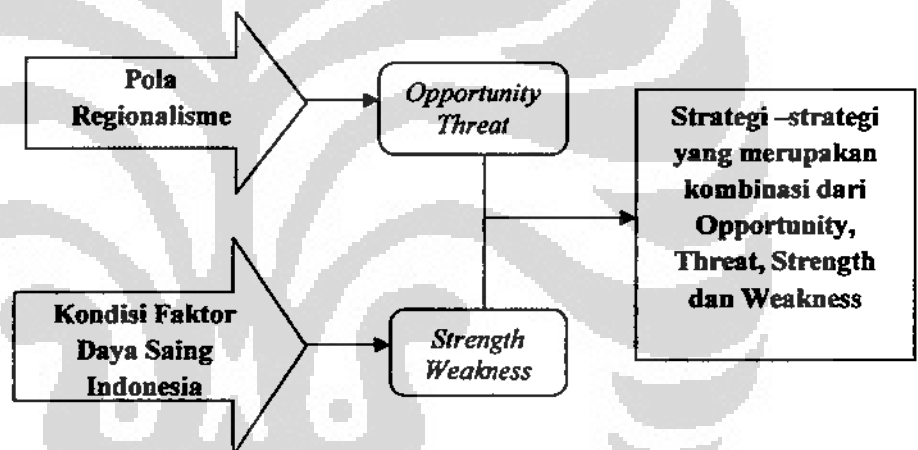 Pola
Regionalisme
Opportunity
Threat
Strategi –strategi
yang merupakan
kombinasi dari
Opportunity,
Threat, Strength
dan Weakness
Kondisi Faktor
Daya Saing
Indonesia
Strength
Weakness